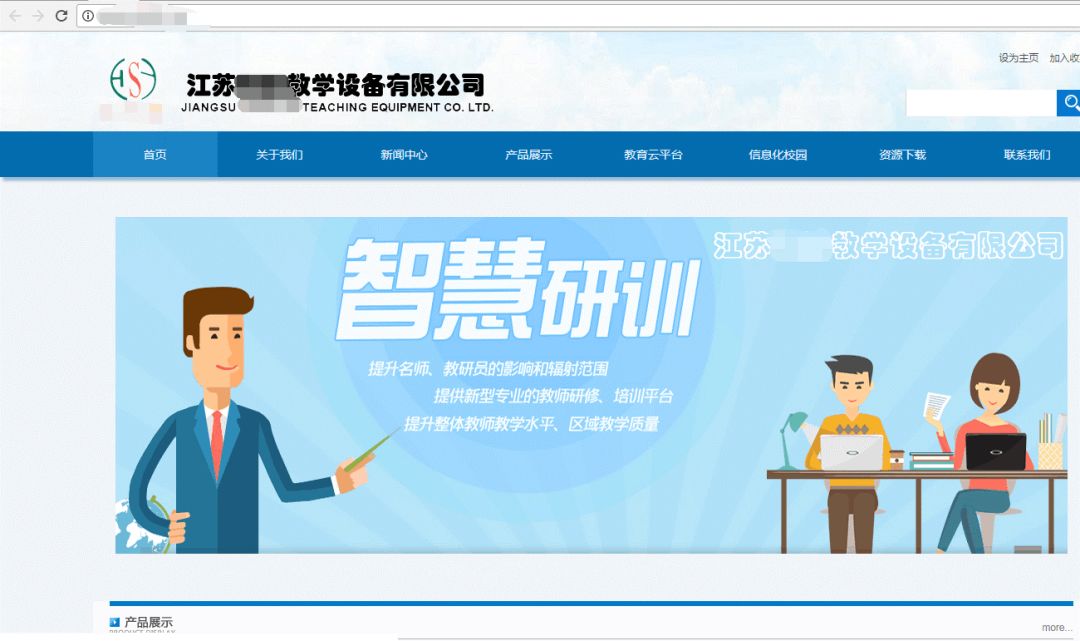 设为主页 加入收
HSY
江苏
教学设备有限公司
JIANGSU
TEACHING EQUIPMENT CO. LTD.
首页 关于我们 新闻中心 产品展示 教育云平台 信息化校园 资源下载 联系我们
江苏
教学设备有限公司
智慧研训
提升名师、教研员的影响和辐射范围
提供新型专业的教师研修、培训平台
提升整体教师教学水平、区域教学质量
产品展示
PRODUCE DISPLAY
more...